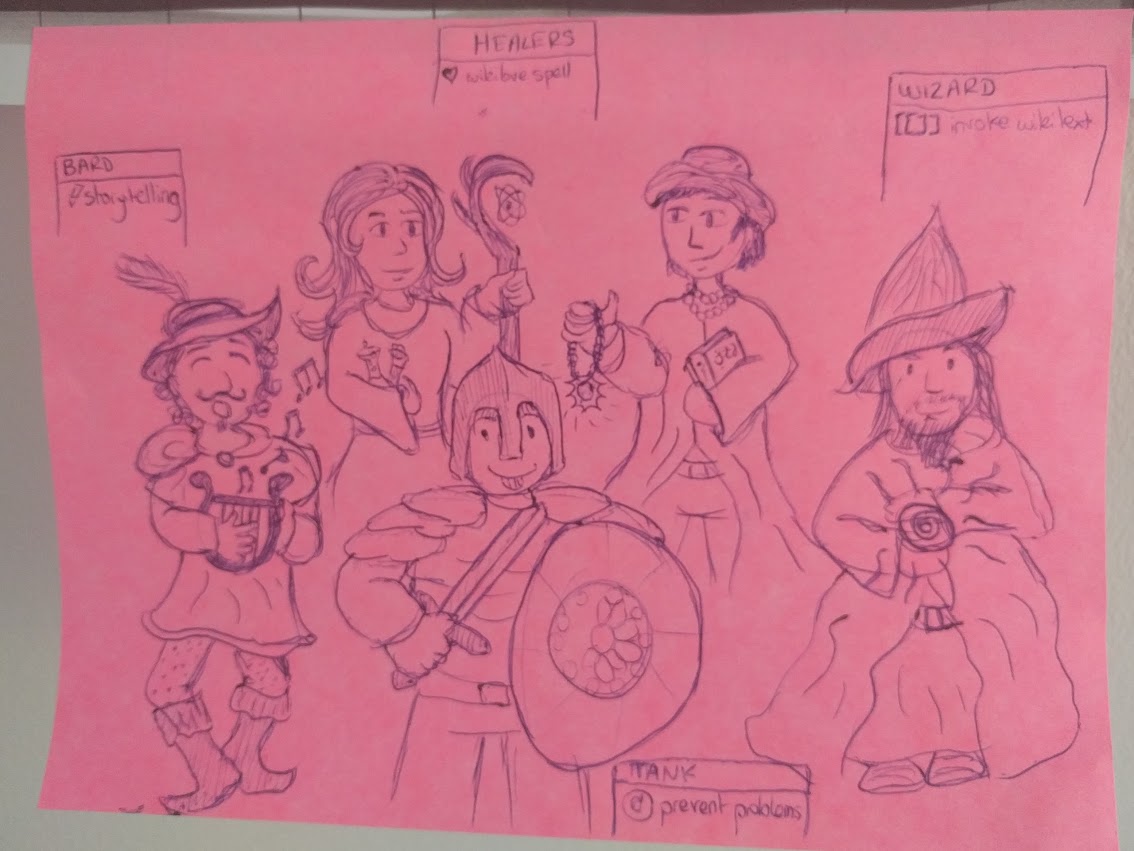 HEALERS
wikilove spell
WIZARD
[[]] invoke wikitext
BARD
storytelling
TANK
prevent problems